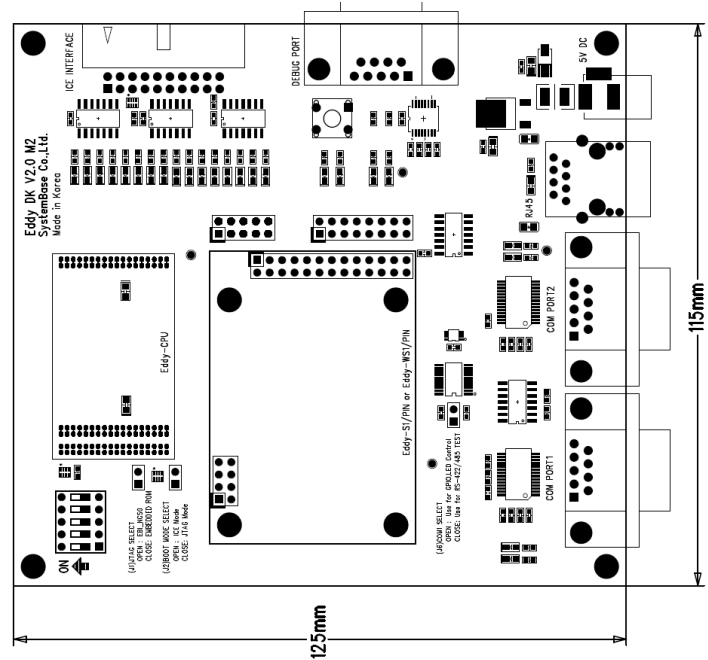 Eddy DK V2.0 M2
SystemBase Co.,Ltd.
Made in Korea
ICE INTERFACE
DEBUG PORT
5V DC
RJ45
Eddy-CPU
Eddy-S1/PIN or Eddy-WS1/PIN
COM PORT2
COM PORT1
ON
(J1)JTAG SELECT
OPEN : EBI_NCS0
CLOSE: EMBEDDID ROM
(J2)BOOT MODE SELECT
OPEN : ICE Mode
CLOSE: JTAG Mode
(J6)COM1 SELECT
OPEN : Use for GPIO,LED Control
CLOSE: Use for RS-422/485 TEST
115mm
125mm